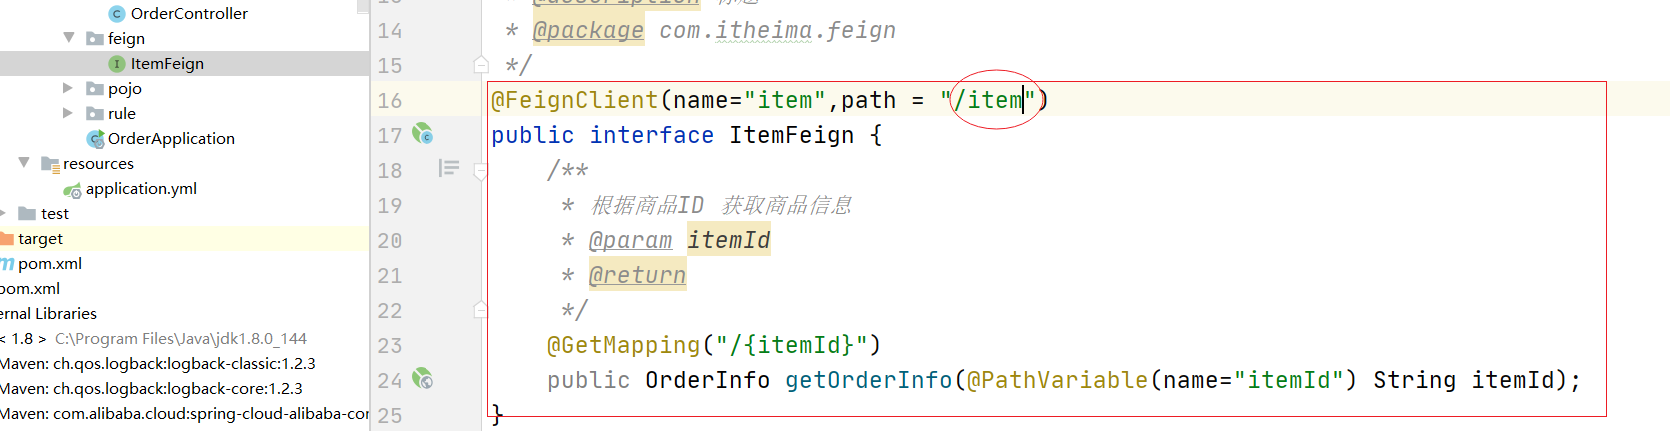 OrderController
feign
ItemFeign
pojo
rule
OrderApplication
resources
application.yml
test
target
pom.xml
pom.xml
ernal Libraries
< 1.8 > C:\Program Files\Java\jdk1.8.0_144
Maven: ch.qos.logback:logback-classic:1.2.3
Maven: ch.qos.logback:logback-core:1.2.3
Maven: com.alibaba.cloud:spring-cloud-alibaba-cor
14 * @package com.itheima.feign
15 */
16 @FeignClient(name="item",path = "/item")
17 public interface ItemFeign {
18 /**
19 * 根据商品ID 获取商品信息
20 * @param itemId
21 * @return
22 */
23 @GetMapping("/{itemId}")
24 public OrderInfo getOrderInfo(@PathVariable(name="itemId") String itemId);
25 }